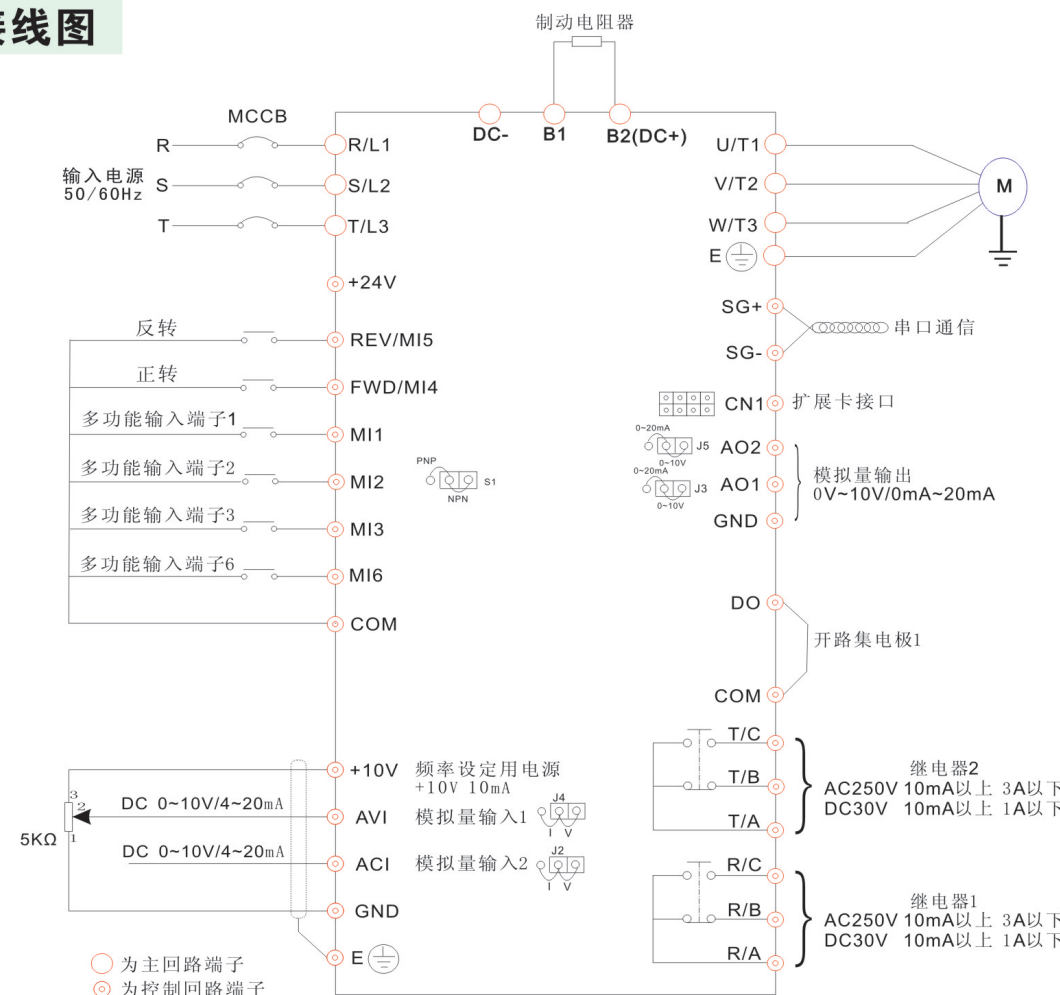 接线图
制动电阻器
MCCB
DC-
B1
B2(DC+)
R
R/L1
U/T1
输入电源
50/60Hz
S
S/L2
V/T2
M
T
T/L3
W/T3
E
+24V
SG+
反转
REV/MI5
串口通信
SG-
正转
FWD/MI4
CN1
扩展卡接口
多功能输入端子1
MI1
0~20mA
J5
0~10V
AO2
多功能输入端子2
MI2
PNP
S1
NPN
0~20mA
J3
0~10V
AO1
模拟量输出
0V~10V/0mA~20mA
GND
多功能输入端子3
MI3
多功能输入端子6
MI6
DO
COM
开路集电极1
COM
T/C
+10V
频率设定用电源
+10V 10mA
T/B
继电器2
AC250V 10mA以上 3A以下
DC30V 10mA以上 1A以下
3
2
1
5KΩ
DC 0~10V/4~20mA
AVI
模拟量输入1
J4
I V
T/A
DC 0~10V/4~20mA
ACI
模拟量输入2
J2
I V
R/C
GND
R/B
继电器1
AC250V 10mA以上 3A以下
DC30V 10mA以上 1A以下
E
R/A
为主回路端子
为控制回路端子